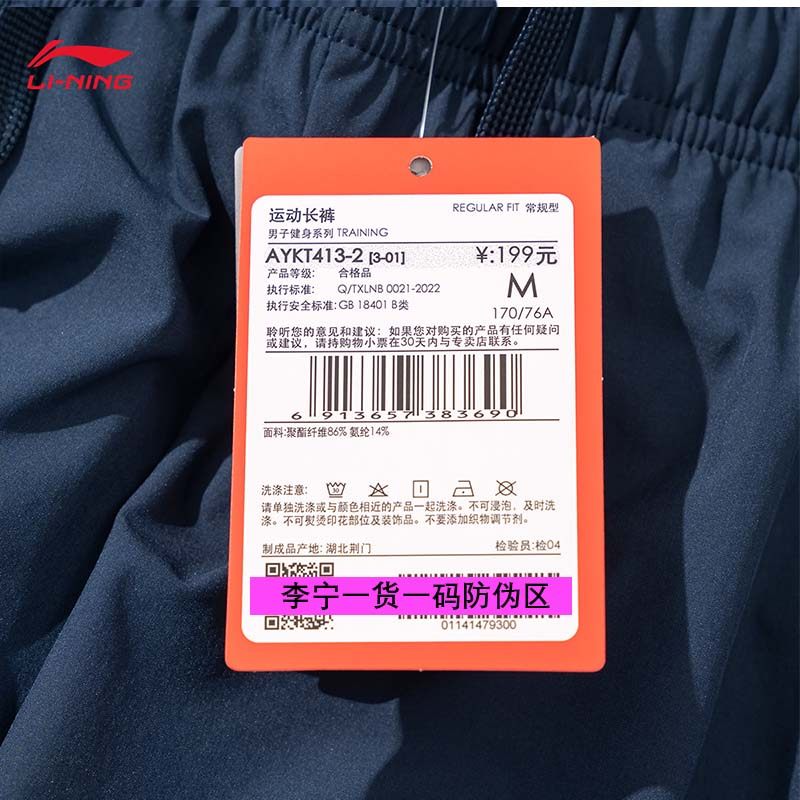 LI-NING
运动长裤
REGULAR FIT 常规型
男子健身系列 TRAINING
AYKT413-2 [3-01]
¥:199元
产品等级: 合格品
执行标准: Q/TXLNB 0021-2022
M
执行安全标准: GB 18401 B类
170/76A
聆听您的意见和建议: 如果您对购买的产品有任何疑问
或建议, 请持购物小票在30天内与专卖店联系。
6 913657 383690
面料:聚酯纤维86% 氨纶14%
洗涤注意:
请单独洗涤或与颜色相近的产品一起洗涤。不可浸泡, 及时洗
涤。不可熨烫印花部位及装饰品。不要添加织物调节剂。
制成品产地: 湖北荆门
检验员: 检04
李宁一货一码防伪区
01141479300